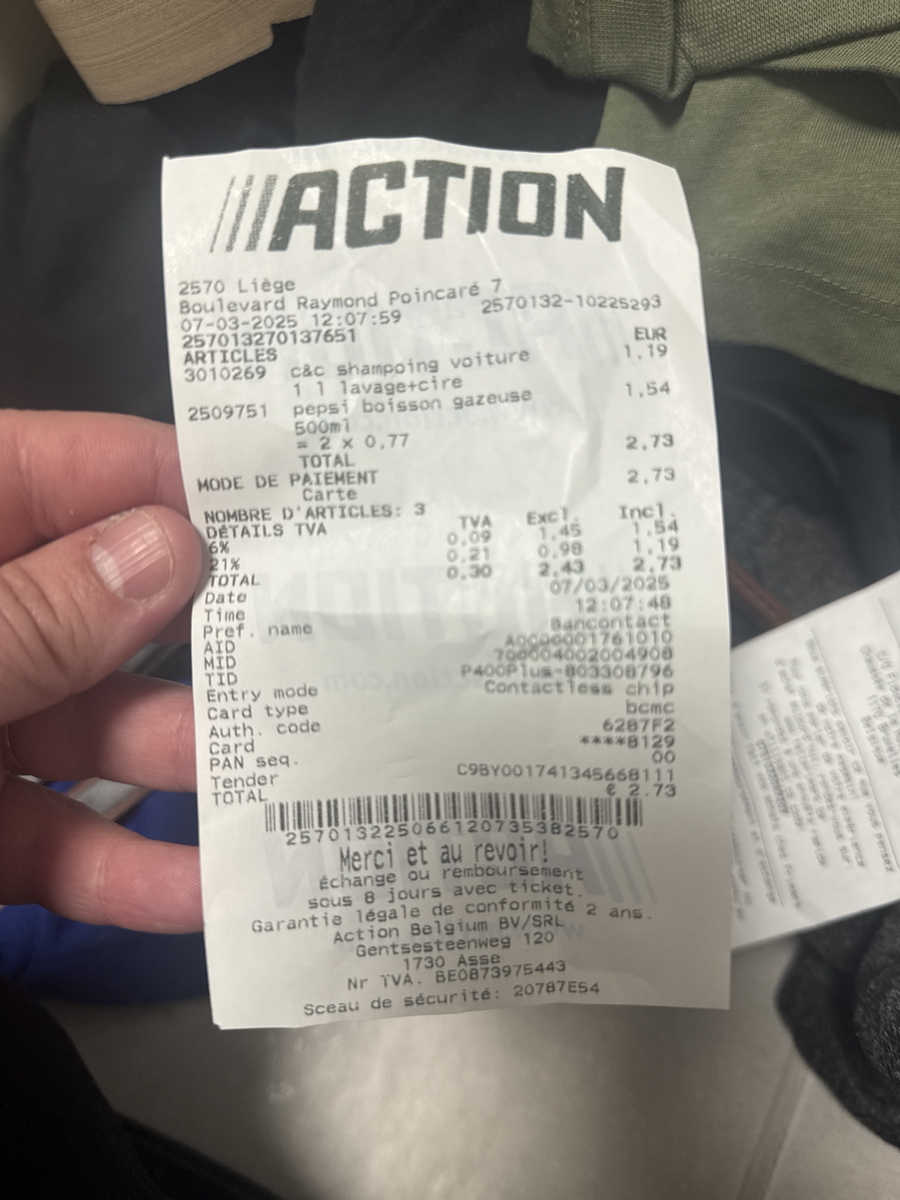 ACTION
2570 Liège
Boulevard Raymond Poincaré 7
07-03-2025 12:07:59 2570132-10225293
257013270137651
ARTICLES EUR
3010269 c&c shampoing voiture 1,19
1 l lavage+cire
2509751 pepsi boisson gazeuse 1,54
500ml
= 2 x 0,77
TOTAL 2,73
MODE DE PAIEMENT
Carte 2,73
NOMBRE D'ARTICLES: 3
DÉTAILS TVA TVA Excl. Incl.
6% 0,09 1,45 1,54
21% 0,21 0,98 1,19
TOTAL 0,30 2,43 2,73
Date 07/03/2025
Time 12:07:48
Pref. name Bancontact
AID A0000001761010
MID 700004002004908
TID P400Plus-803308796
Entry mode Contactless chip
Card type bcmc
Auth. code 6287F2
Card ****8129
PAN seq. 00
Tender C9BY001741345668111
TOTAL € 2.73
2570132250661207353825​70
Merci et au revoir!
Échange ou remboursement
sous 8 jours avec ticket.
Garantie légale de conformité 2 ans.
Action Belgium BV/SRL
Gentsesteenweg 120
1730 Asse
Nr TVA. BE0873975443
Sceau de sécurité: 20787E54